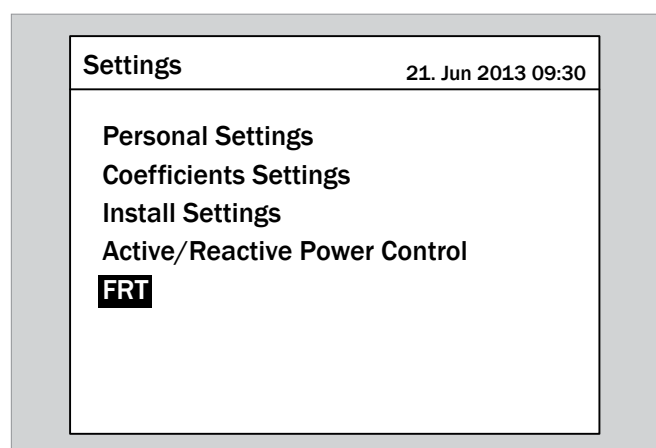 Settings 21. Jun 2013 09:30
Personal Settings
Coefficients Settings
Install Settings
Active/Reactive Power Control
FRT